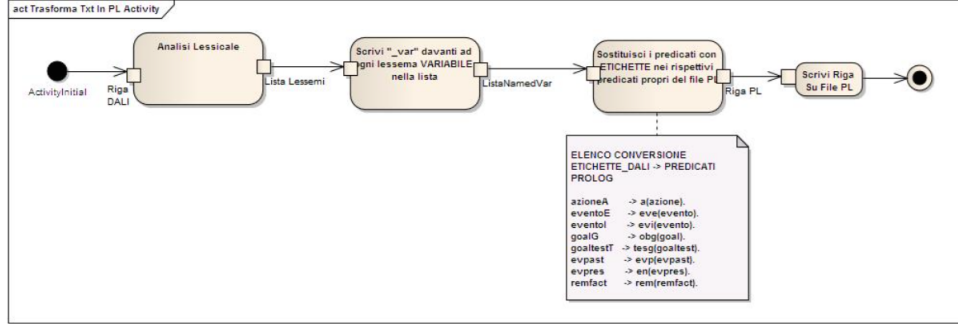 act Trasforma Txt In PL Activity
Analisi Lessicale
Scrivi "_var" davanti ad
ogni lessema VARIABILE
nella lista
Sostituisci i predicati con
ETICHETTE nei rispettivi
predicati propri del file PL
Scrivi Riga
Su File PL
ActivityInitial
Riga
DALI
Lista Lessemi
ListaNamedVar
Riga PL
ELENCO CONVERSIONE
ETICHETTE_DALI -> PREDICATI
PROLOG
azioneA -> a(azione).
eventoE -> eve(evento).
eventoI -> evi(evento).
goalG -> obg(goal).
goaltestT -> tesg(goaltest).
evpast -> evp(evpast).
evpres -> en(evpres).
remfact -> rem(remfact).